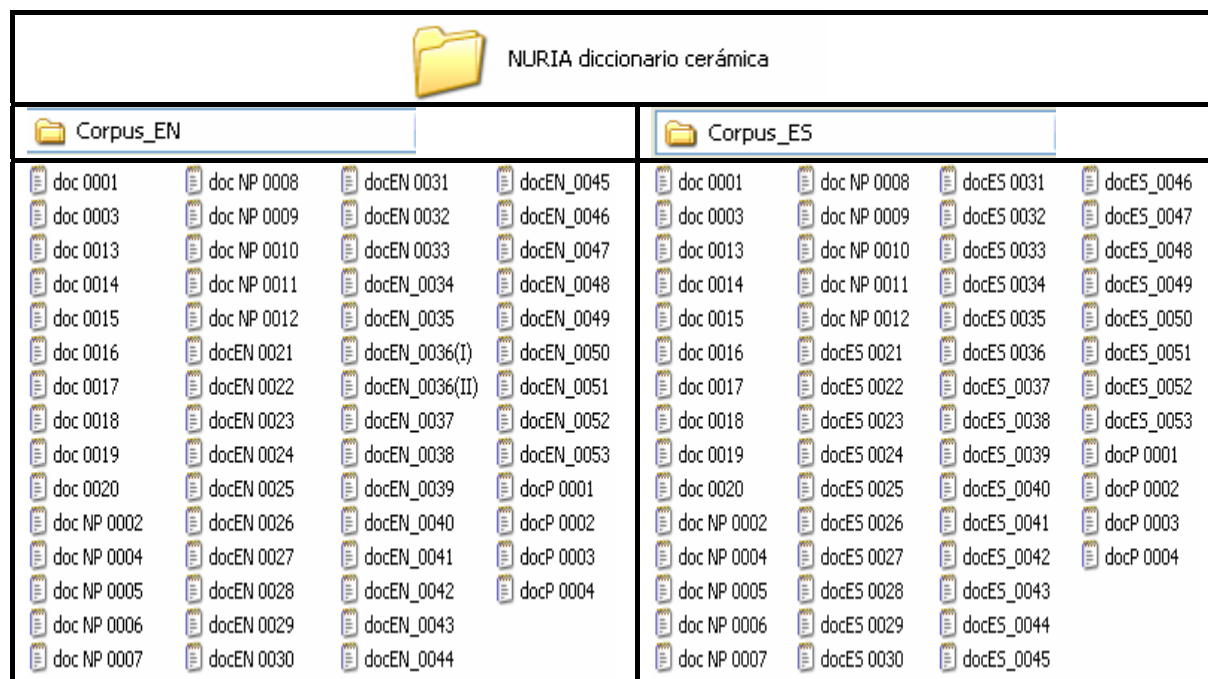 NURIA diccionario cerámica
Corpus_EN
doc 0001
doc 0003
doc 0013
doc 0014
doc 0015
doc 0016
doc 0017
doc 0018
doc 0019
doc 0020
doc NP 0002
doc NP 0004
doc NP 0005
doc NP 0006
doc NP 0007
doc NP 0008
doc NP 0009
doc NP 0010
doc NP 0011
doc NP 0012
docEN 0021
docEN 0022
docEN 0023
docEN 0024
docEN 0025
docEN 0026
docEN 0027
docEN 0028
docEN 0029
docEN 0030
docEN 0031
docEN 0032
docEN 0033
docEN_0034
docEN_0035
docEN_0036(I)
docEN_0036(II)
docEN_0037
docEN_0038
docEN_0039
docEN_0040
docEN_0041
docEN_0042
docEN_0043
docEN_0044
docEN_0045
docEN_0046
docEN_0047
docEN_0048
docEN_0049
docEN_0050
docEN_0051
docEN_0052
docEN_0053
docP 0001
docP 0002
docP 0003
docP 0004
Corpus_ES
doc 0001
doc 0003
doc 0013
doc 0014
doc 0015
doc 0016
doc 0017
doc 0018
doc 0019
doc 0020
doc NP 0002
doc NP 0004
doc NP 0005
doc NP 0006
doc NP 0007
doc NP 0008
doc NP 0009
doc NP 0010
doc NP 0011
doc NP 0012
docES 0021
docES 0022
docES 0023
docES 0024
docES 0025
docES 0026
docES 0027
docES 0028
docES 0029
docES 0030
docES 0031
docES 0032
docES 0033
docES 0034
docES 0035
docES 0036
docES_0037
docES_0038
docES_0039
docES_0040
docES_0041
docES_0042
docES_0043
docES_0044
docES_0045
docES_0046
docES_0047
docES_0048
docES_0049
docES_0050
docES_0051
docES_0052
docES_0053
docP 0001
docP 0002
docP 0003
docP 0004